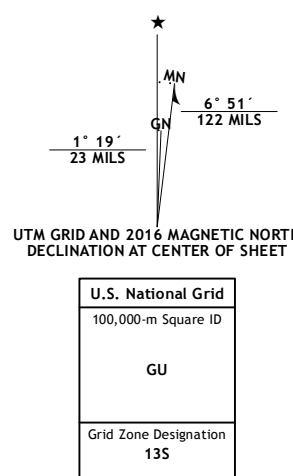 ★
MN
GN
6° 51´
122 MILS
1° 19´
23 MILS
UTM GRID AND 2016 MAGNETIC NORTH
DECLINATION AT CENTER OF SHEET
U.S. National Grid
100,000-m Square ID
GU
Grid Zone Designation
13S